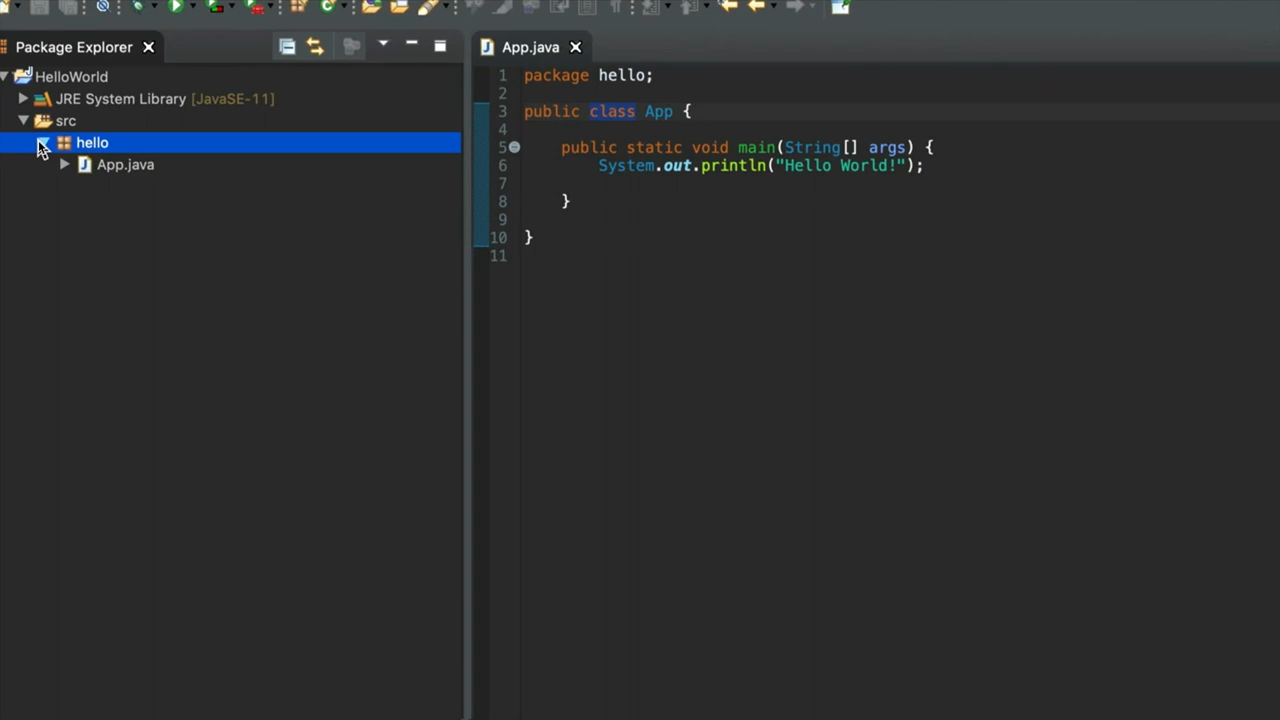 Package Explorer
HelloWorld
JRE System Library [JavaSE-11]
src
hello
App.java
App.java
1 package hello;
2
3 public class App {
4
5 public static void main(String[] args) {
6 System.out.println("Hello World!");
7
8 }
9
10 }
11